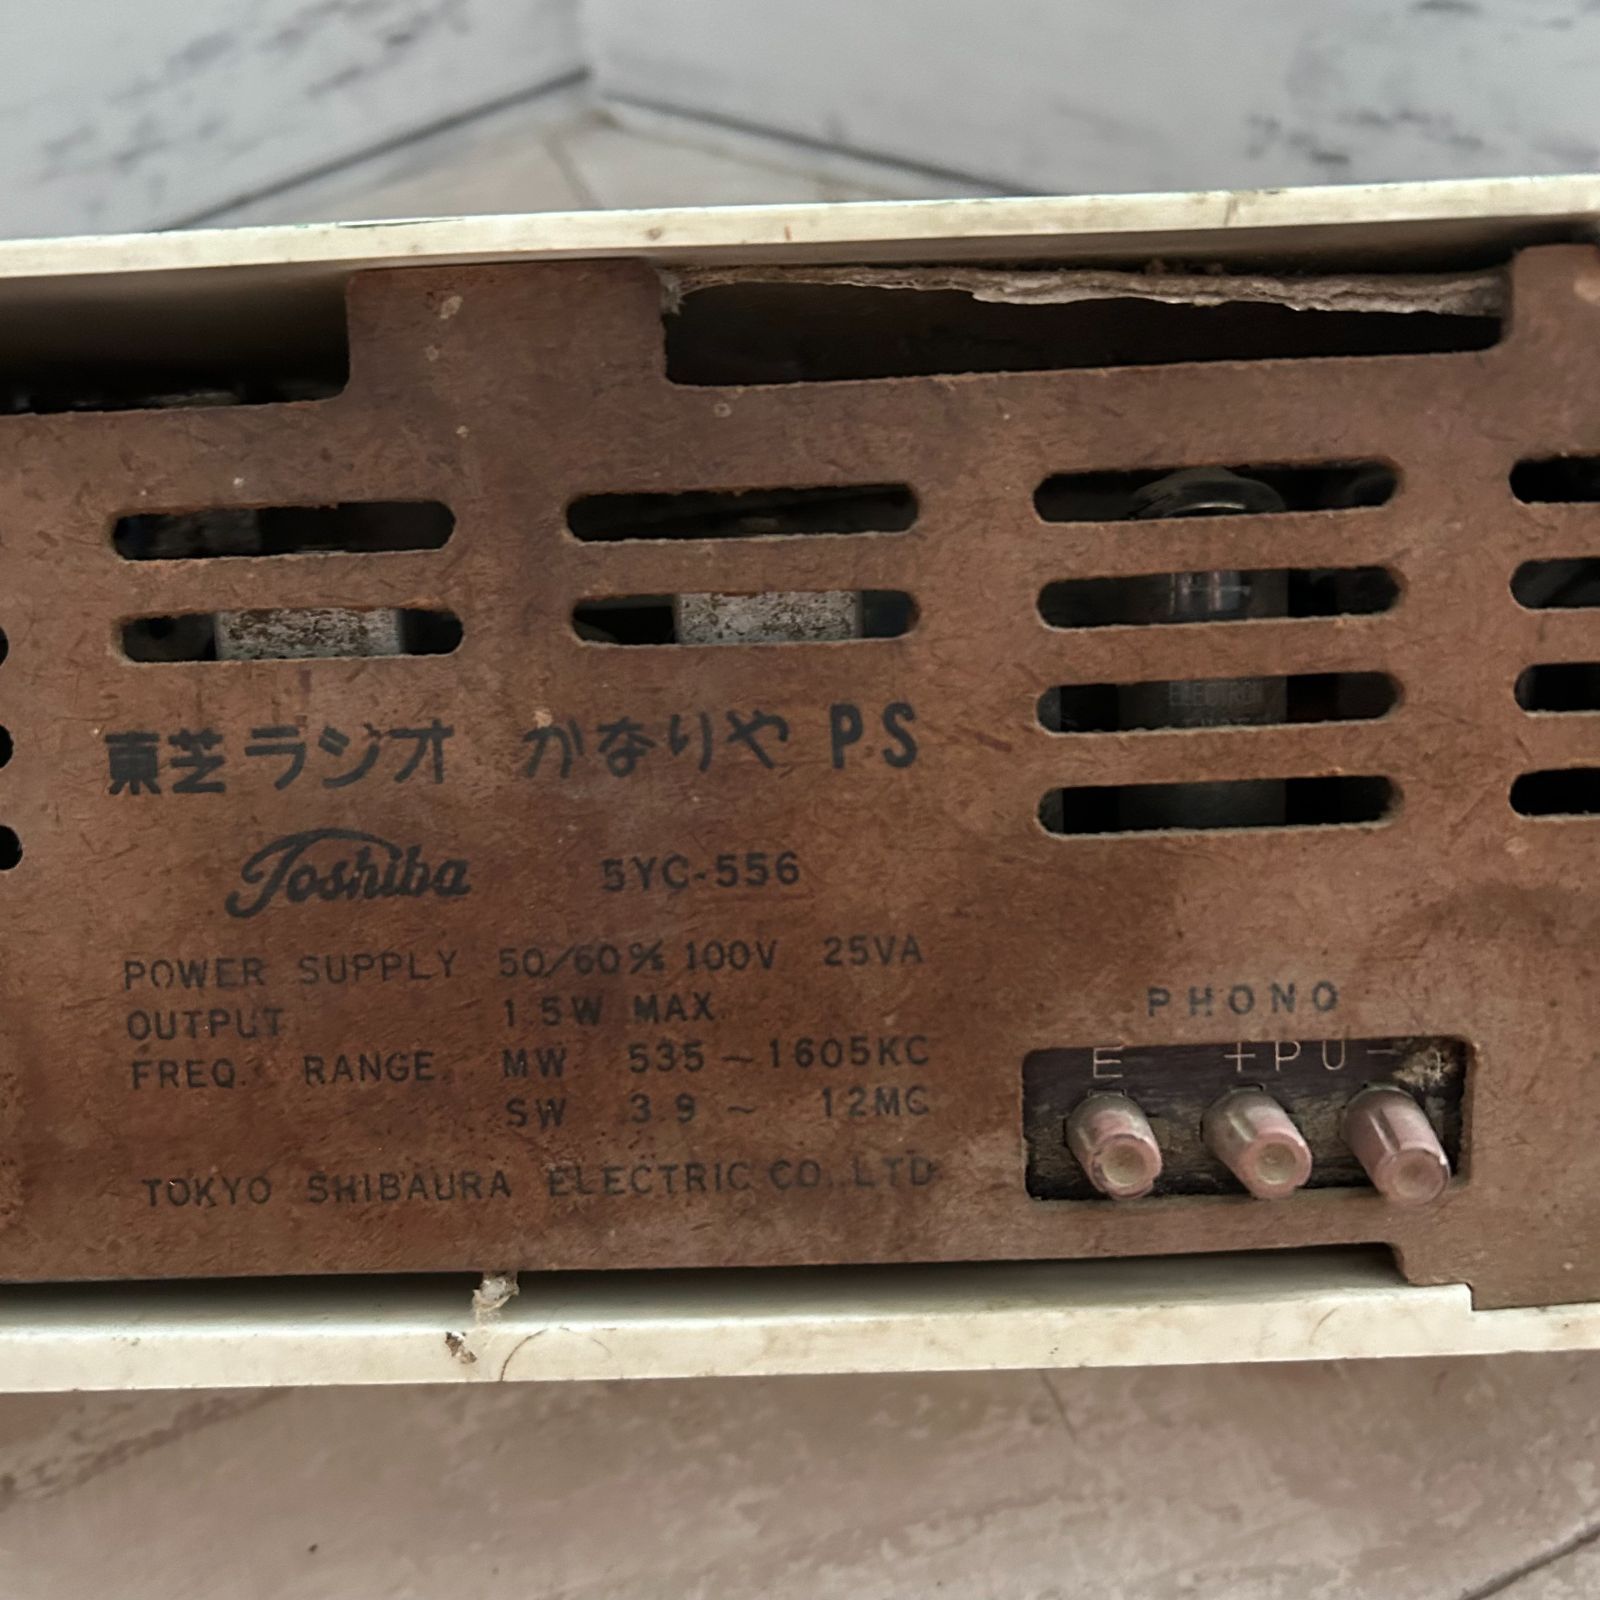 東芝ラジオ かなりや P.S
Toshiba 5YC-556
POWER SUPPLY 50/60% 100V 25VA
OUTPUT 1.5W MAX.
FREQ. RANGE. MW 535 ~ 1605KC
SW 3.9 ~ 12MC
TOKYO SHIBAURA ELECTRIC CO., LTD
ELECTRON
PHONO
E +PU-